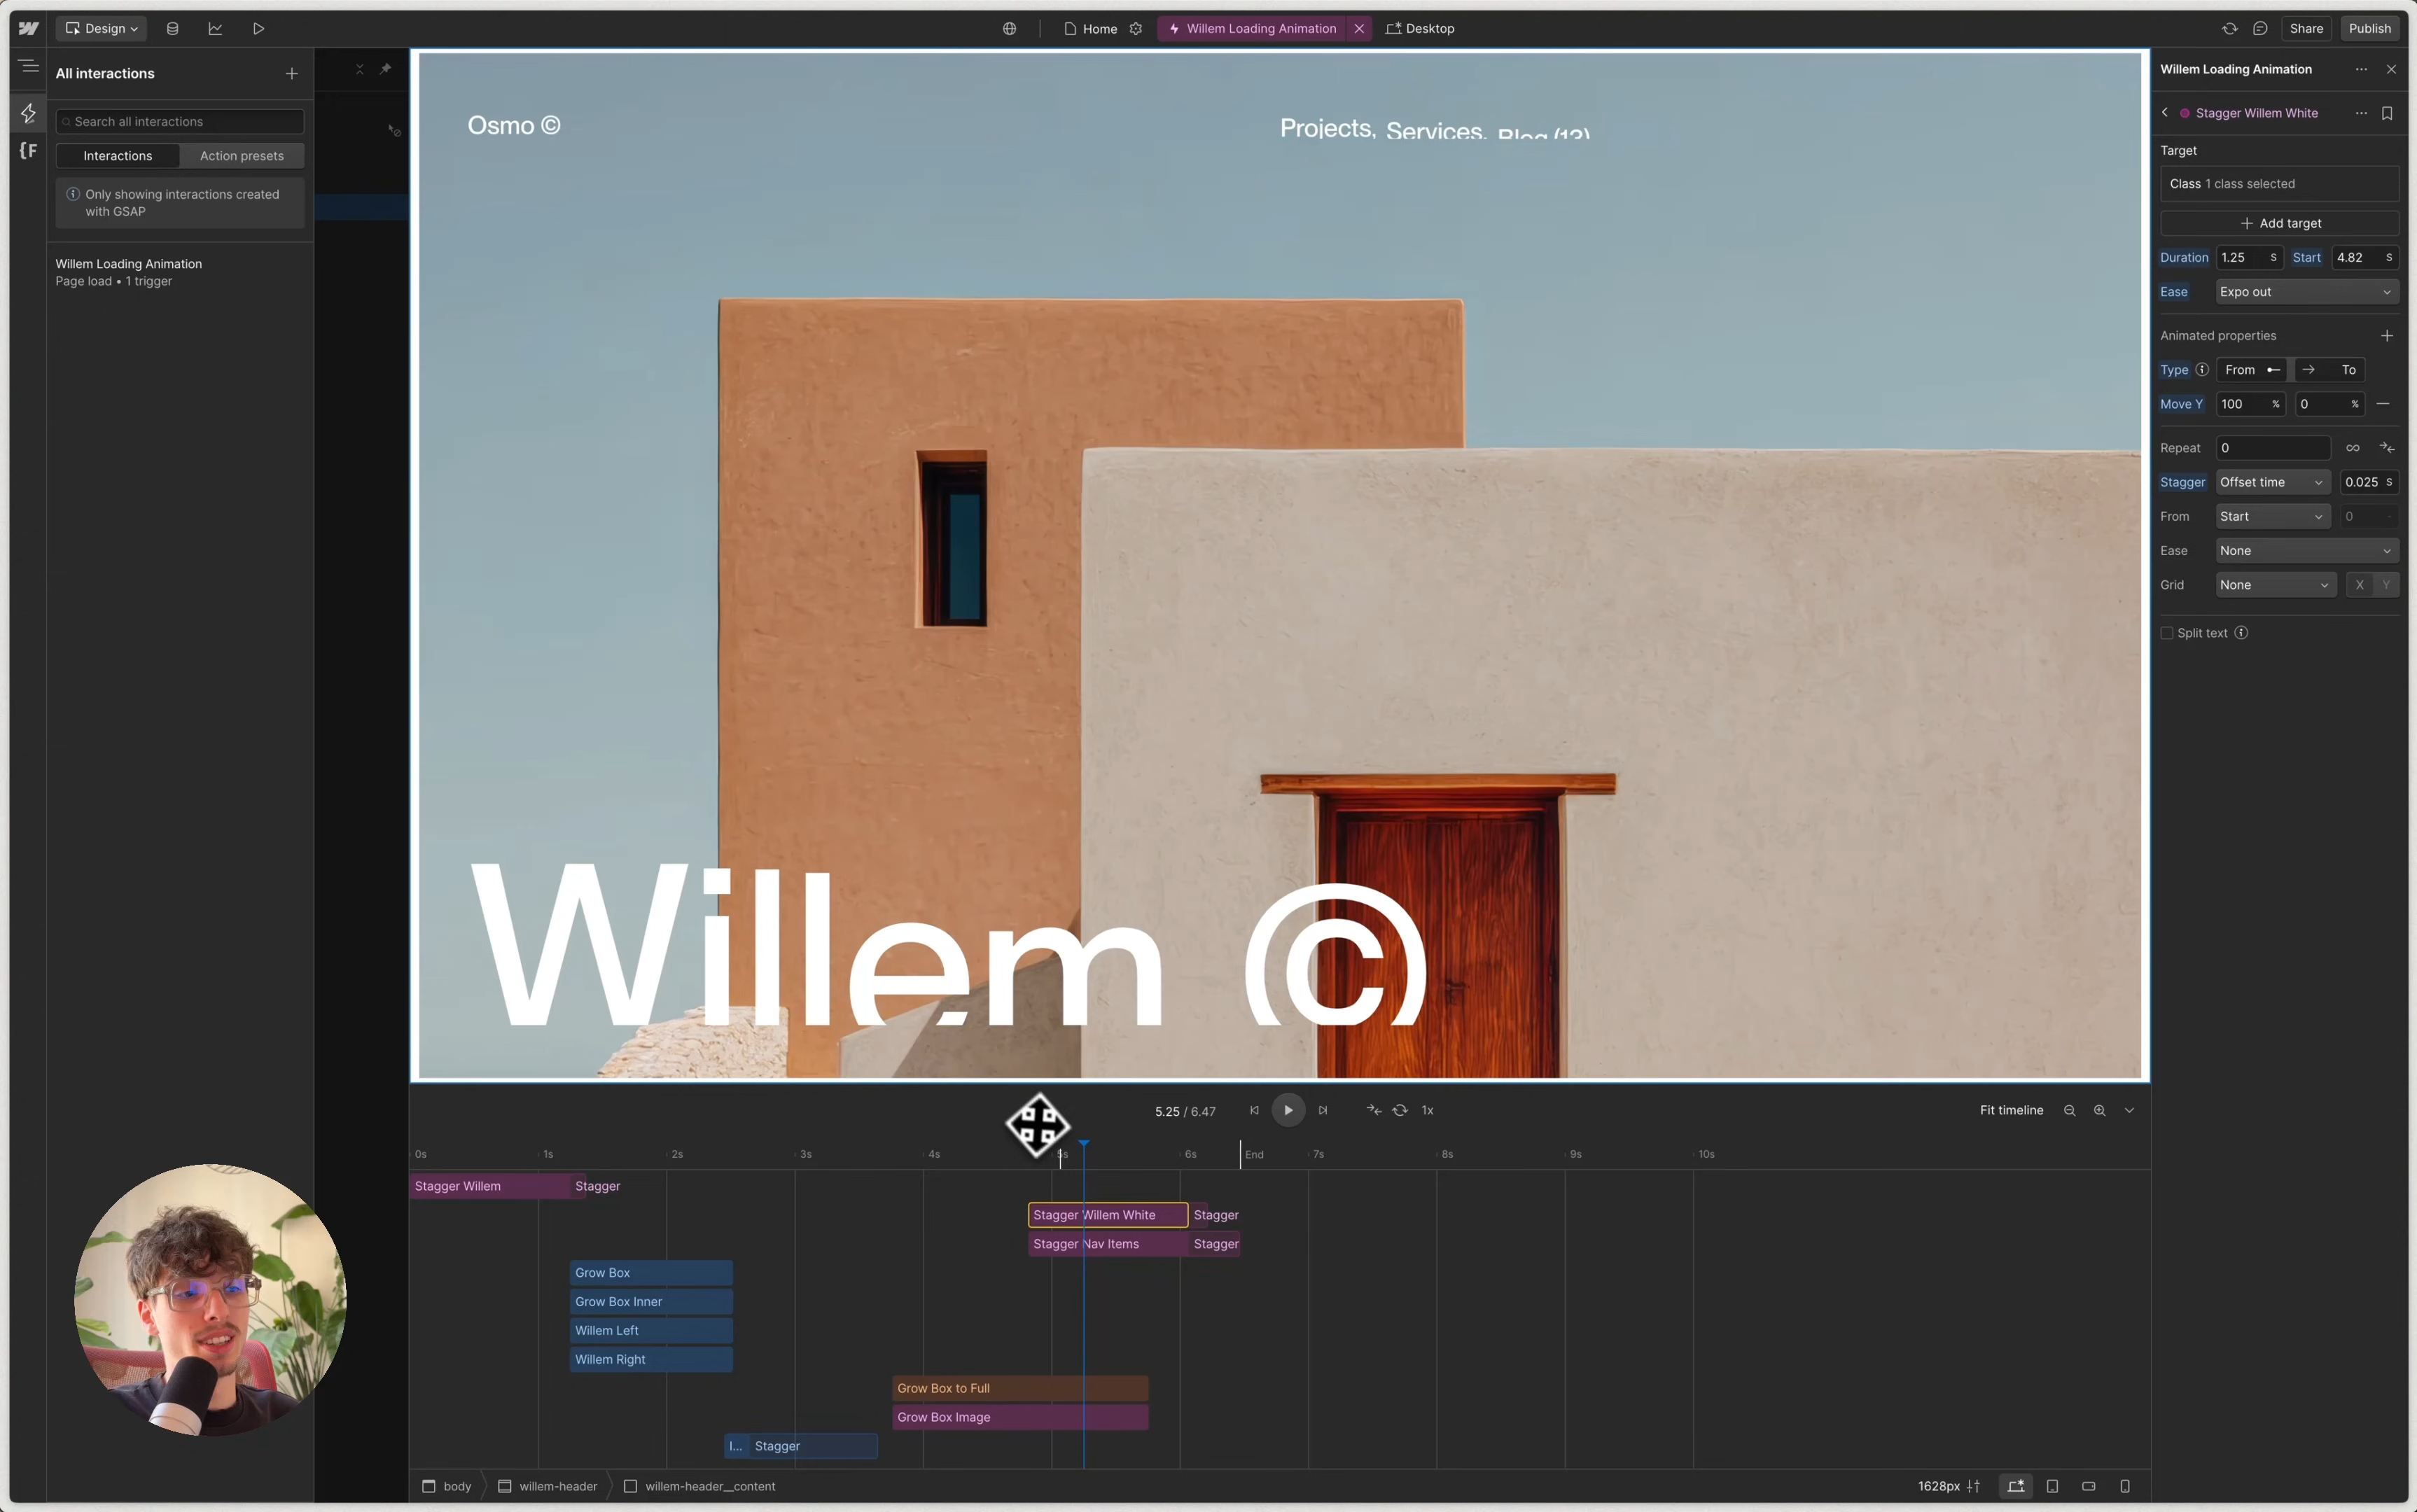 Design
Home
Willem Loading Animation
Desktop
Share
Publish
All interactions
Search all interactions
Interactions
Action presets
Only showing interactions created
with GSAP
Willem Loading Animation
Page load • 1 trigger
{F
Osmo ©
Projects, Services, Blog (13)
Willem ©
Willem Loading Animation
Stagger Willem White
Target
Class 1 class selected
Add target
Duration 1.25 s Start 4.82 s
Ease Expo out
Animated properties
Type From To
Move Y 100 % 0 %
Repeat 0
Stagger Offset time 0.025 s
From Start 0 -
Ease None
Grid None X Y
Split text
5.25 / 6.47
1x
Fit timeline
0s 1s 2s 3s 4s 5s 6s End 7s 8s 9s 10s
Stagger Willem Stagger
Stagger Willem White Stagger
Stagger Nav Items Stagger
Grow Box
Grow Box Inner
Willem Left
Willem Right
Grow Box to Full
Grow Box Image
I... Stagger
body
willem-header
willem-header__content
1628px